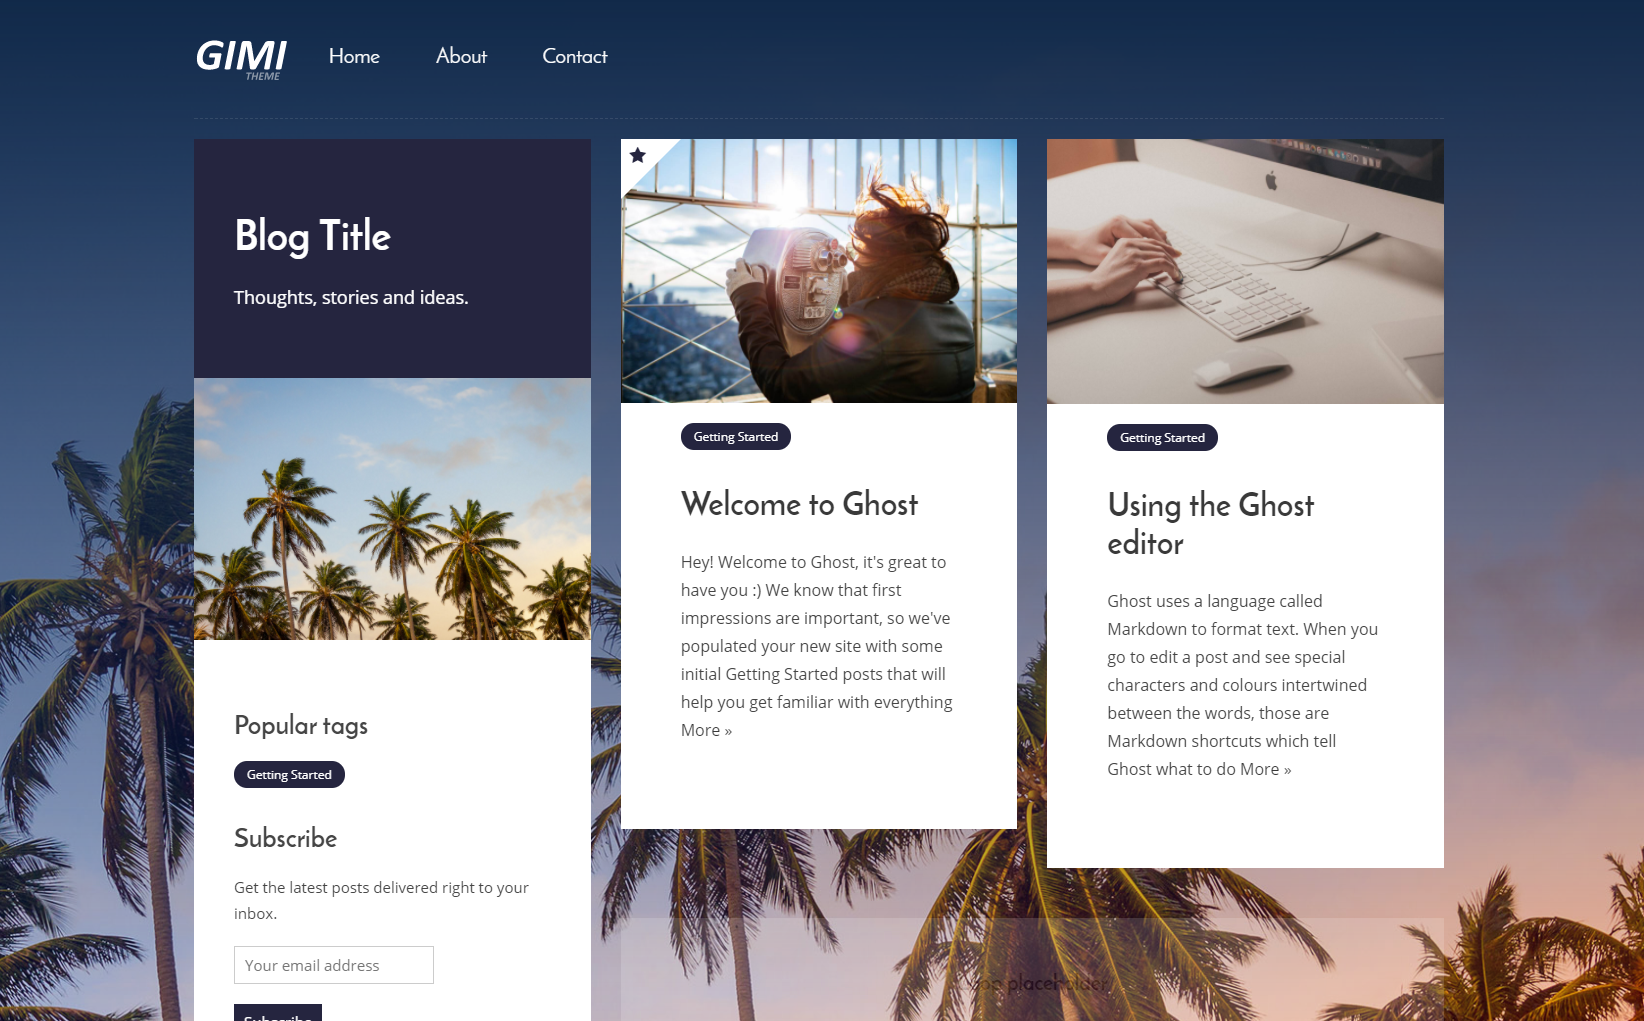 GIMI
THEME
Home
About
Contact
Blog Title
Thoughts, stories and ideas.
Popular tags
Getting Started
Subscribe
Get the latest posts delivered right to your
inbox.
Your email address
Subscribe
Getting Started
Welcome to Ghost
Hey! Welcome to Ghost, it's great to
have you :) We know that first
impressions are important, so we've
populated your new site with some
initial Getting Started posts that will
help you get familiar with everything
More »
Getting Started
Using the Ghost
editor
Ghost uses a language called
Markdown to format text. When you
go to edit a post and see special
characters and colours intertwined
between the words, those are
Markdown shortcuts which tell
Ghost what to do More »
placeholder